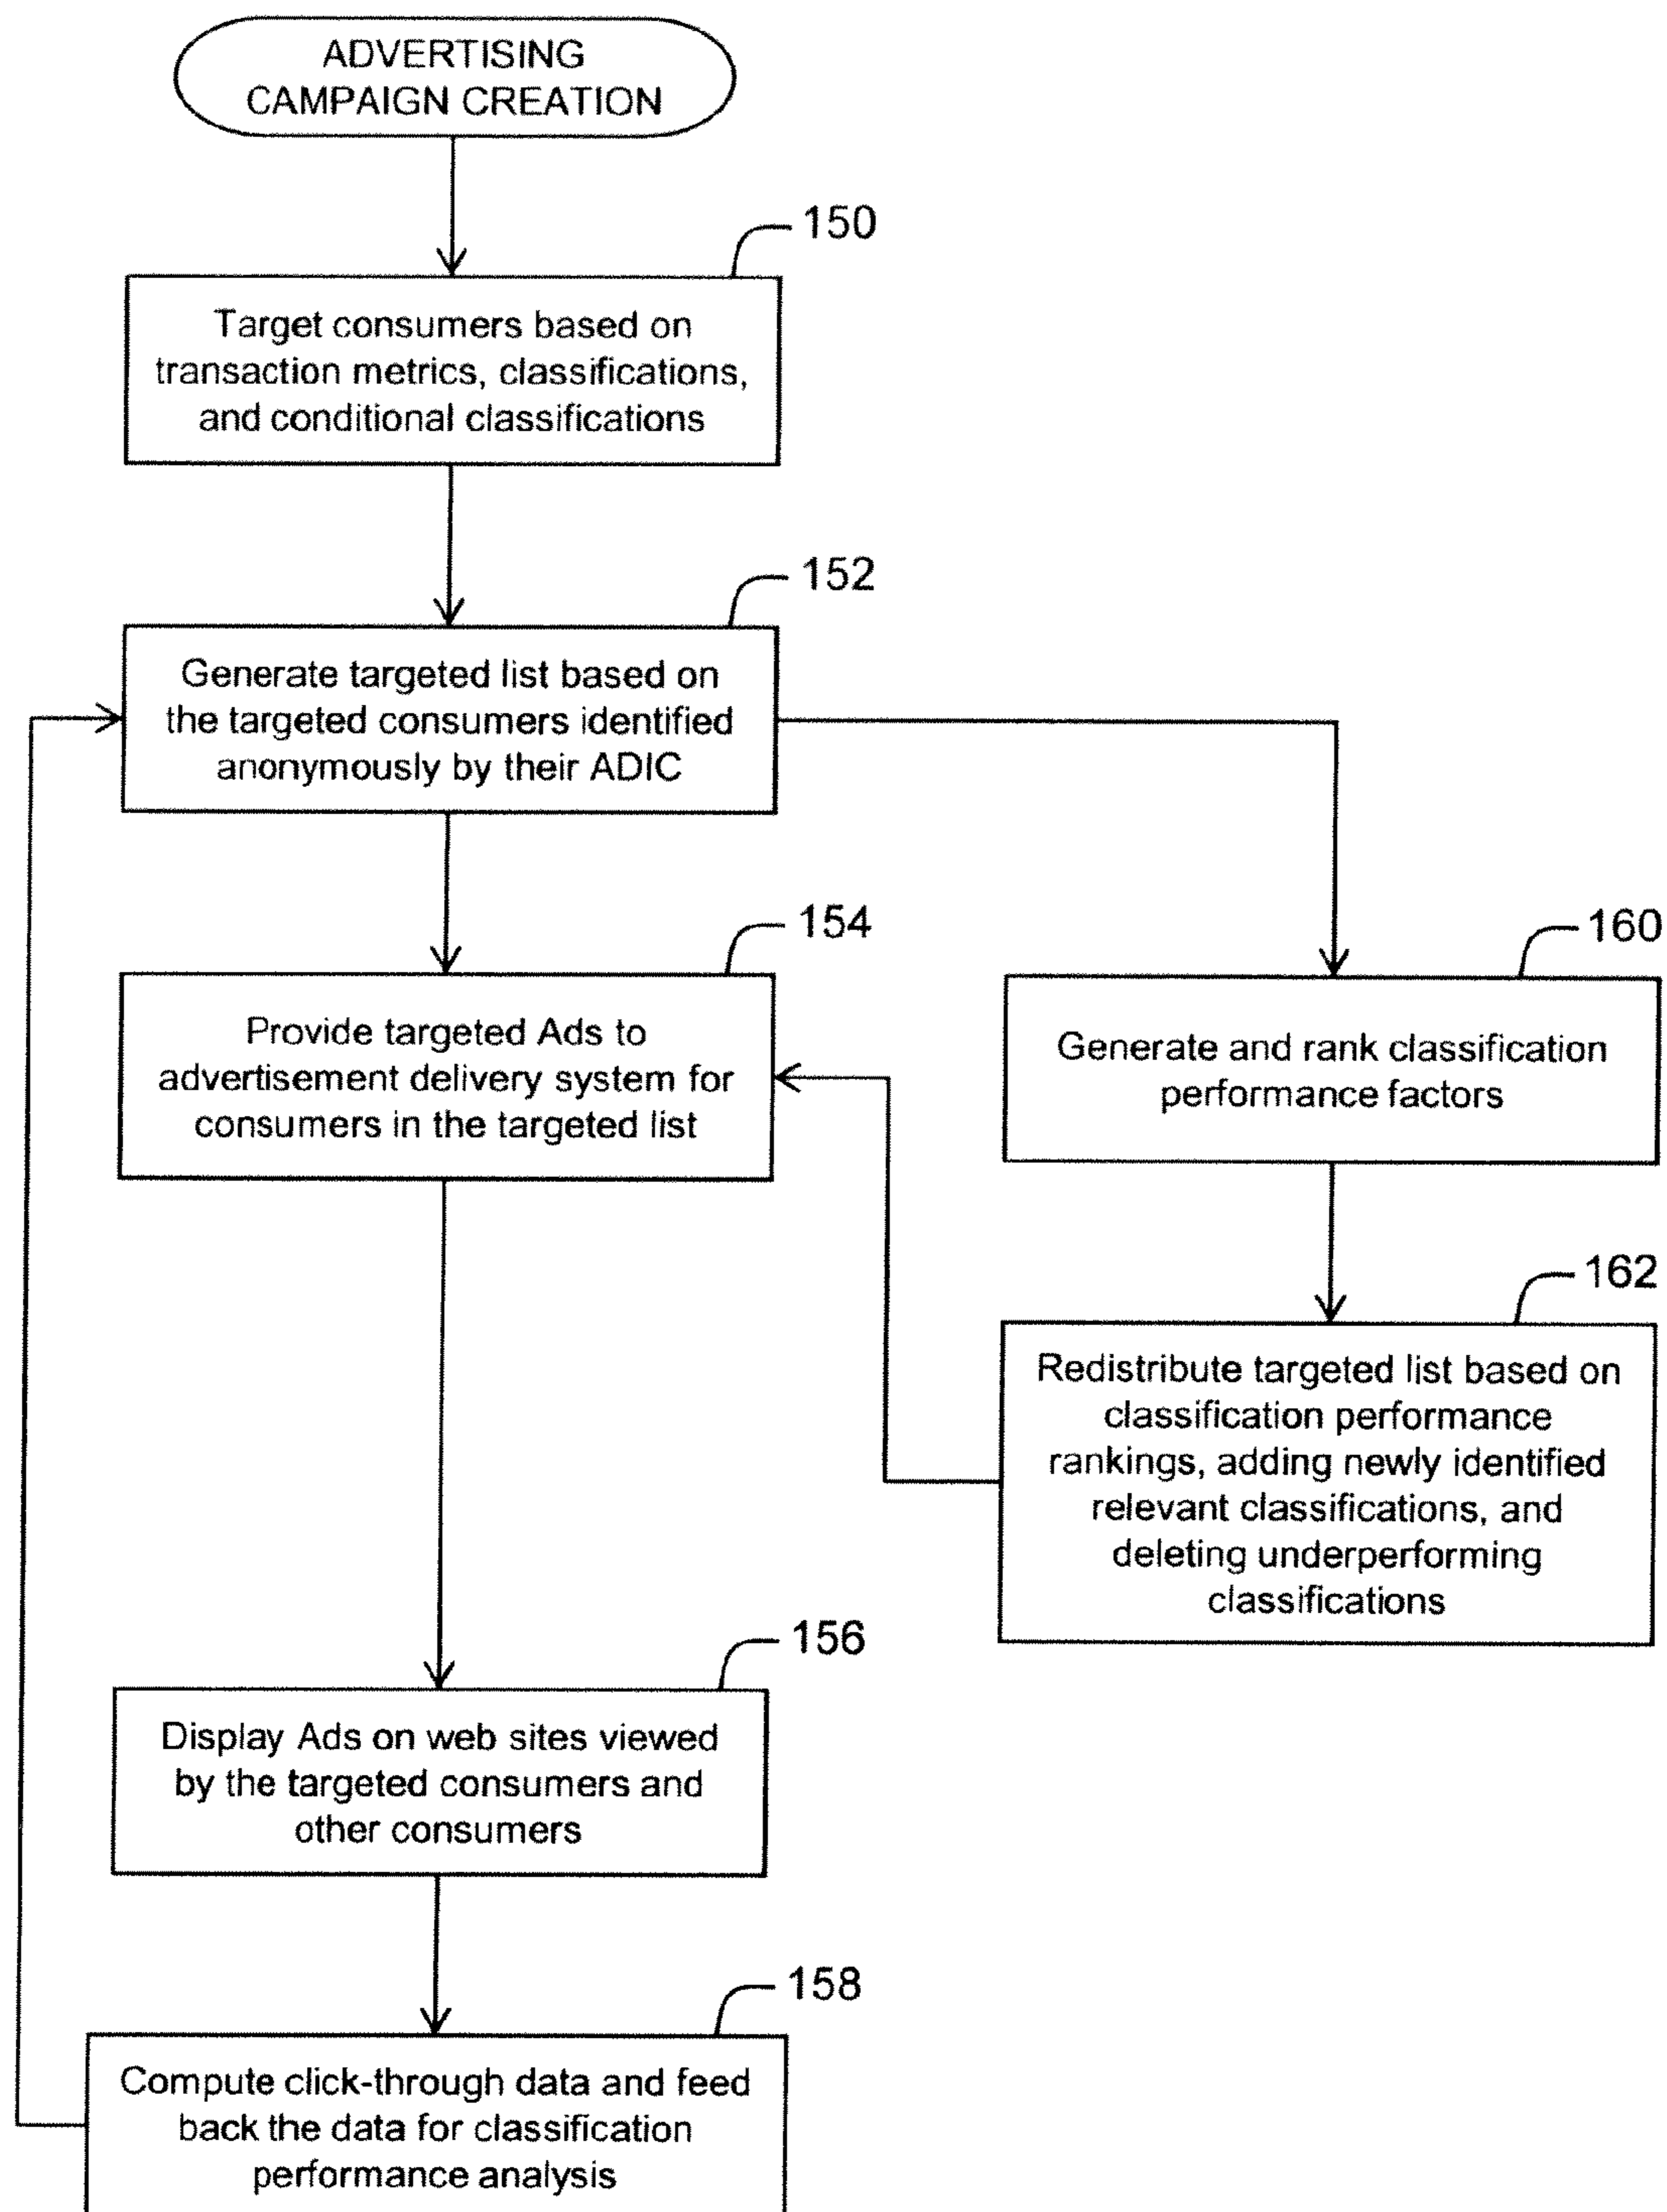 ADVERTISING
CAMPAIGN CREATION
150
Target consumers based on
transaction metrics, classifications,
and conditional classifications
152
Generate targeted list based on
the targeted consumers identified
anonymously by their ADIC
154
Provide targeted Ads to
advertisement delivery system for
consumers in the targeted list
160
Generate and rank classification
performance factors
162
Redistribute targeted list based on
classification performance
rankings, adding newly identified
relevant classifications, and
deleting underperforming
classifications
156
Display Ads on web sites viewed
by the targeted consumers and
other consumers
158
Compute click-through data and feed
back the data for classification
performance analysis